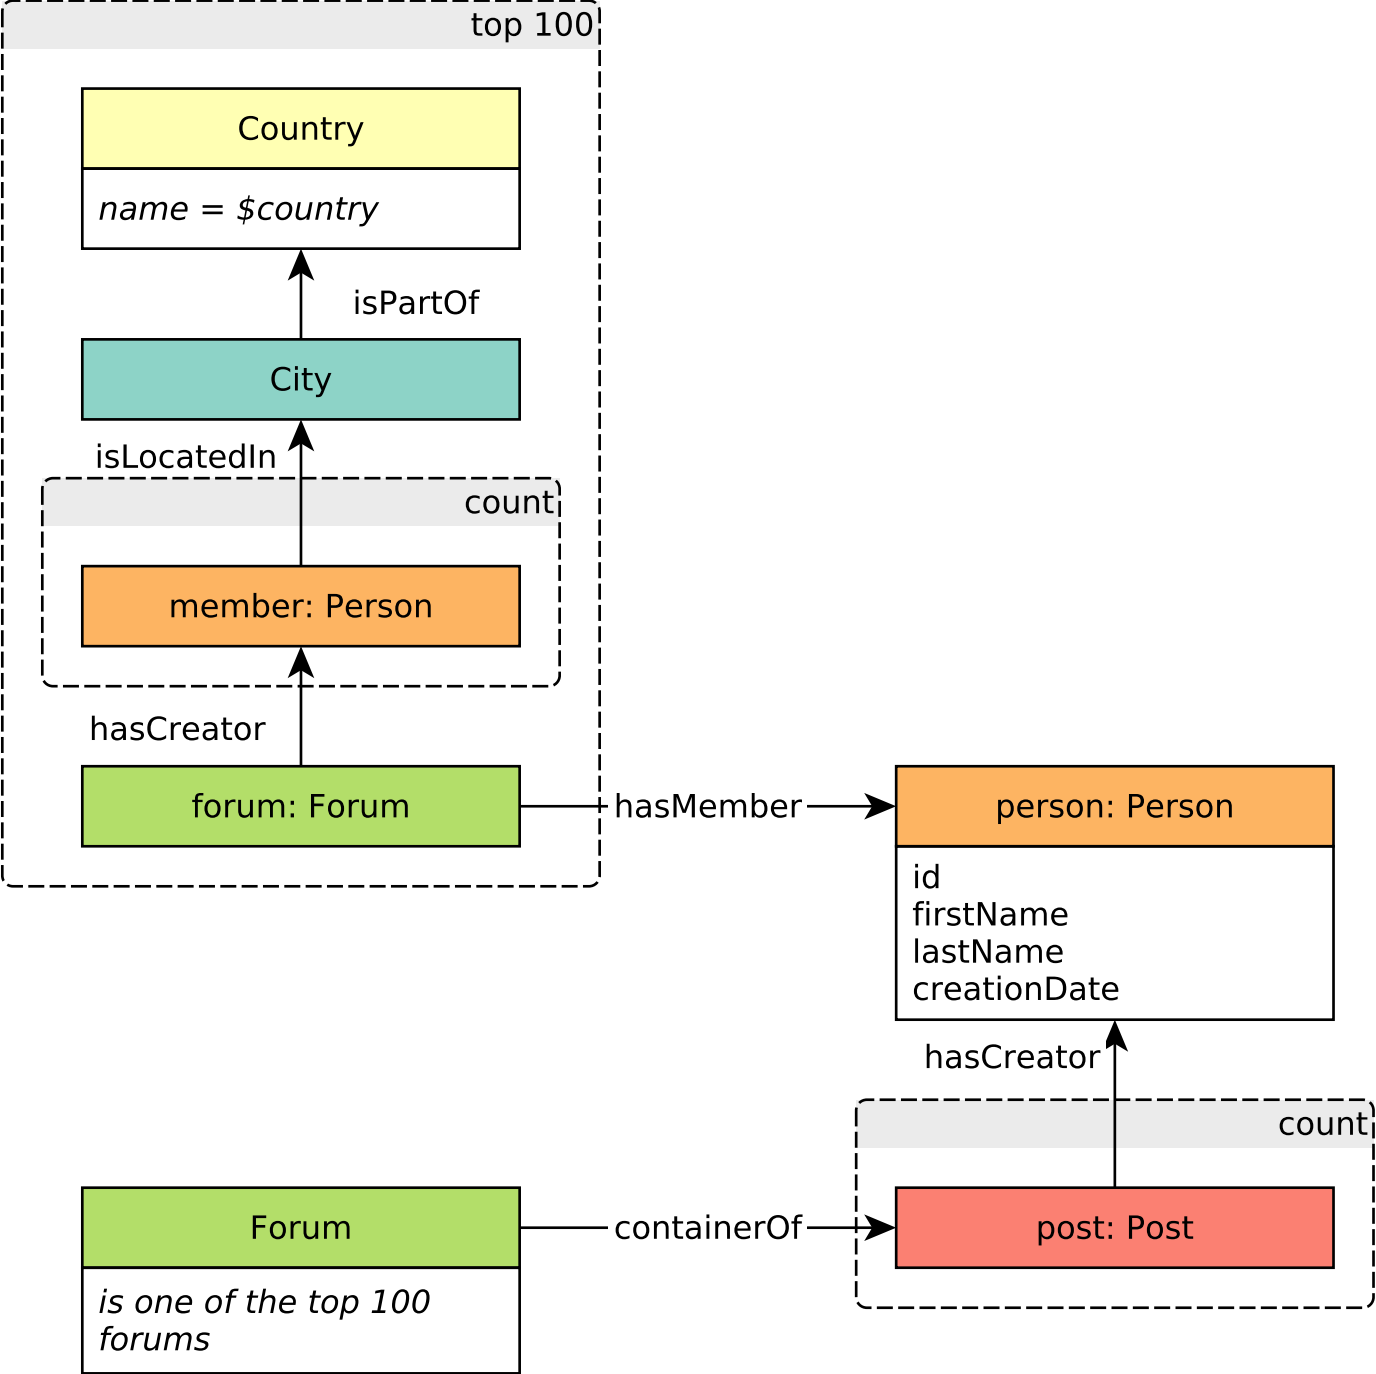 top 100
Country
name = $country
isPartOf
City
isLocatedIn
count
member: Person
hasCreator
forum: Forum
hasMember
person: Person
id
firstName
lastName
creationDate
hasCreator
count
Forum
containerOf
post: Post
is one of the top 100
forums